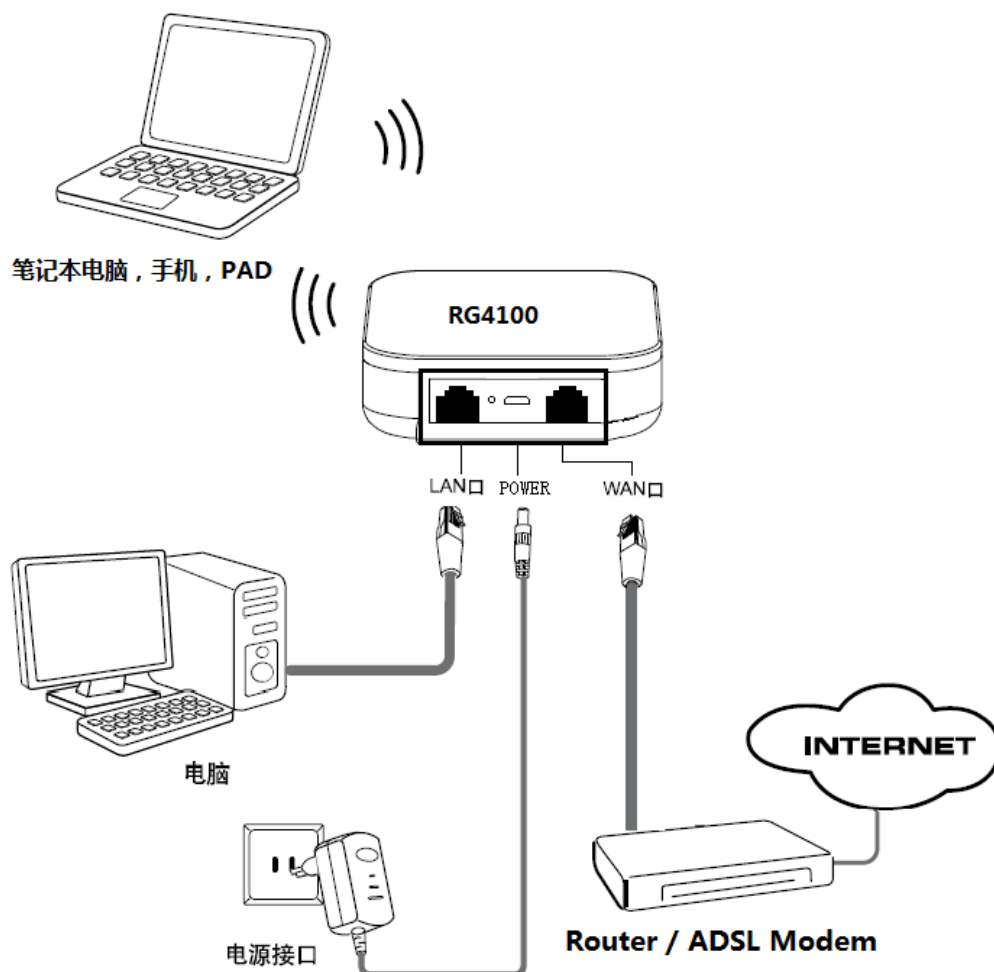 笔记本电脑，手机，PAD
RG4100
LAN口 POWER WAN口
电脑
INTERNET
电源接口
Router / ADSL Modem